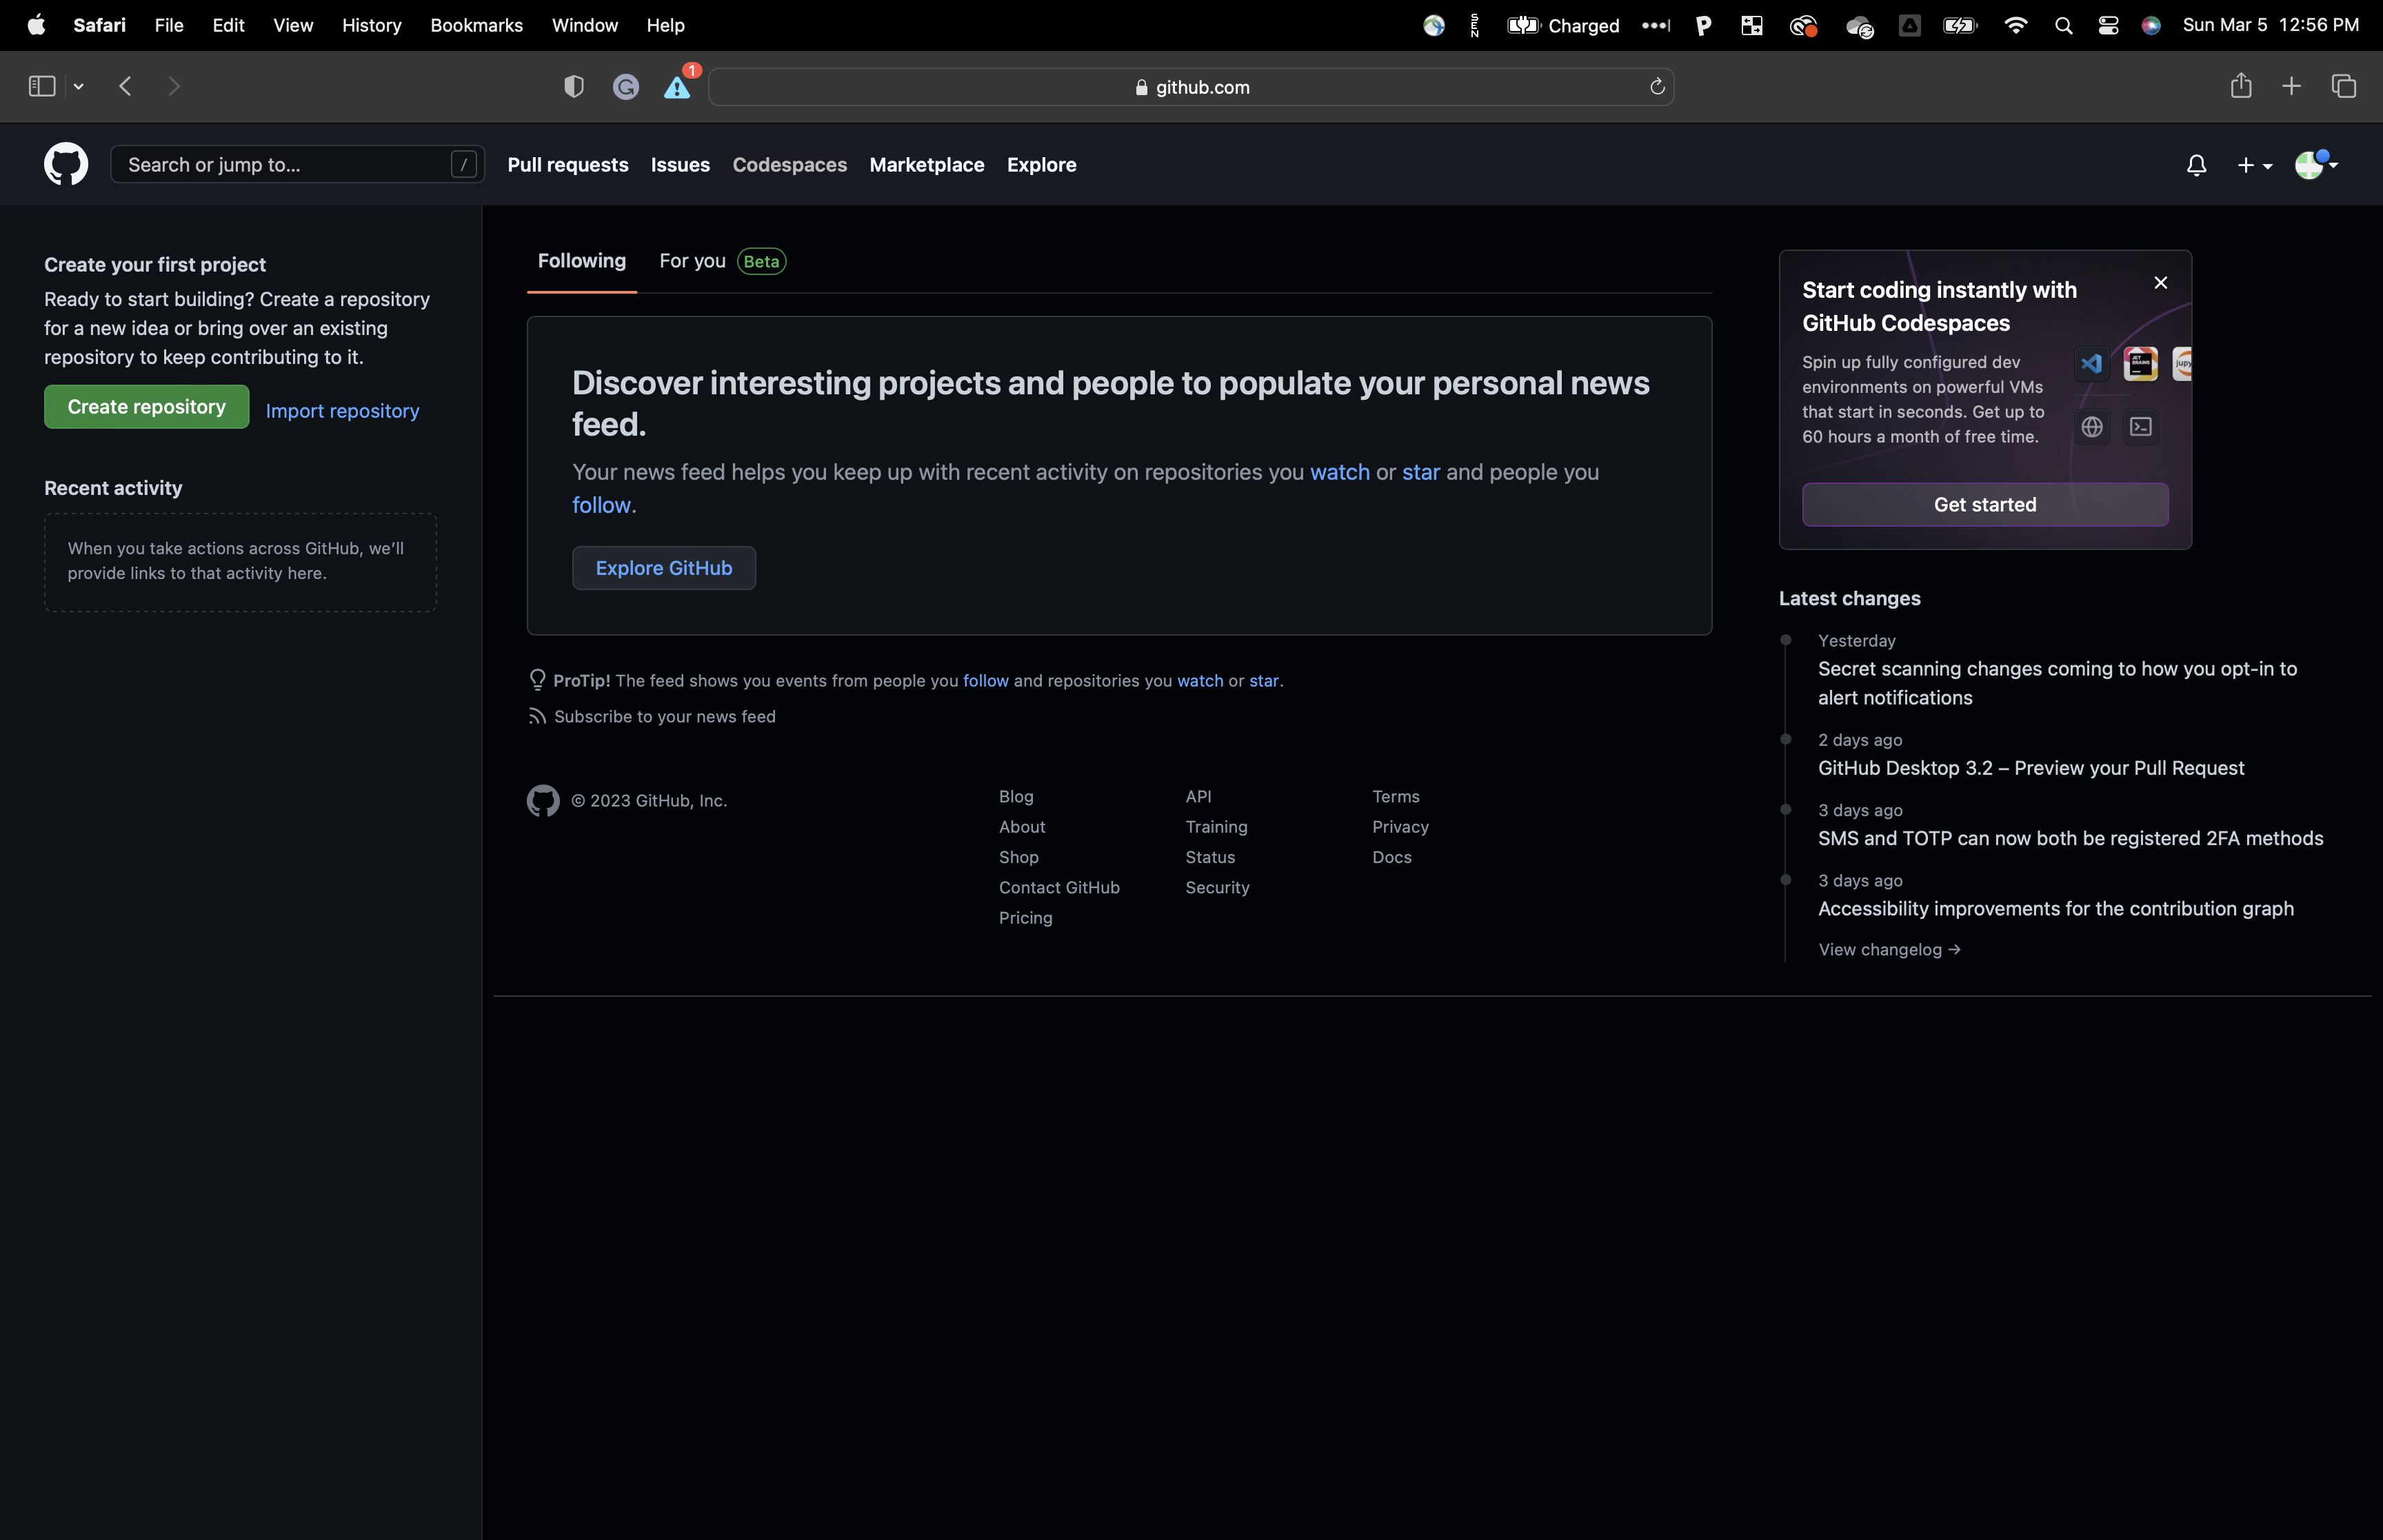 Safari File Edit View History Bookmarks Window Help
SEN
Charged
Sun Mar 5 12:56 PM
1
github.com
Search or jump to...
/
Pull requests Issues Codespaces Marketplace Explore
Create your first project
Ready to start building? Create a repository
for a new idea or bring over an existing
repository to keep contributing to it.
Create repository
Import repository
Recent activity
When you take actions across GitHub, we’ll
provide links to that activity here.
Following
For you
Beta
Discover interesting projects and people to populate your personal news
feed.
Your news feed helps you keep up with recent activity on repositories you watch or star and people you
follow.
Explore GitHub
ProTip! The feed shows you events from people you follow and repositories you watch or star.
Subscribe to your news feed
© 2023 GitHub, Inc.
Blog
About
Shop
Contact GitHub
Pricing
API
Training
Status
Security
Terms
Privacy
Docs
Start coding instantly with
GitHub Codespaces
Spin up fully configured dev
environments on powerful VMs
that start in seconds. Get up to
60 hours a month of free time.
JET
BRAINS
jupy
Get started
Latest changes
Yesterday
Secret scanning changes coming to how you opt-in to
alert notifications
2 days ago
GitHub Desktop 3.2 – Preview your Pull Request
3 days ago
SMS and TOTP can now both be registered 2FA methods
3 days ago
Accessibility improvements for the contribution graph
View changelog →